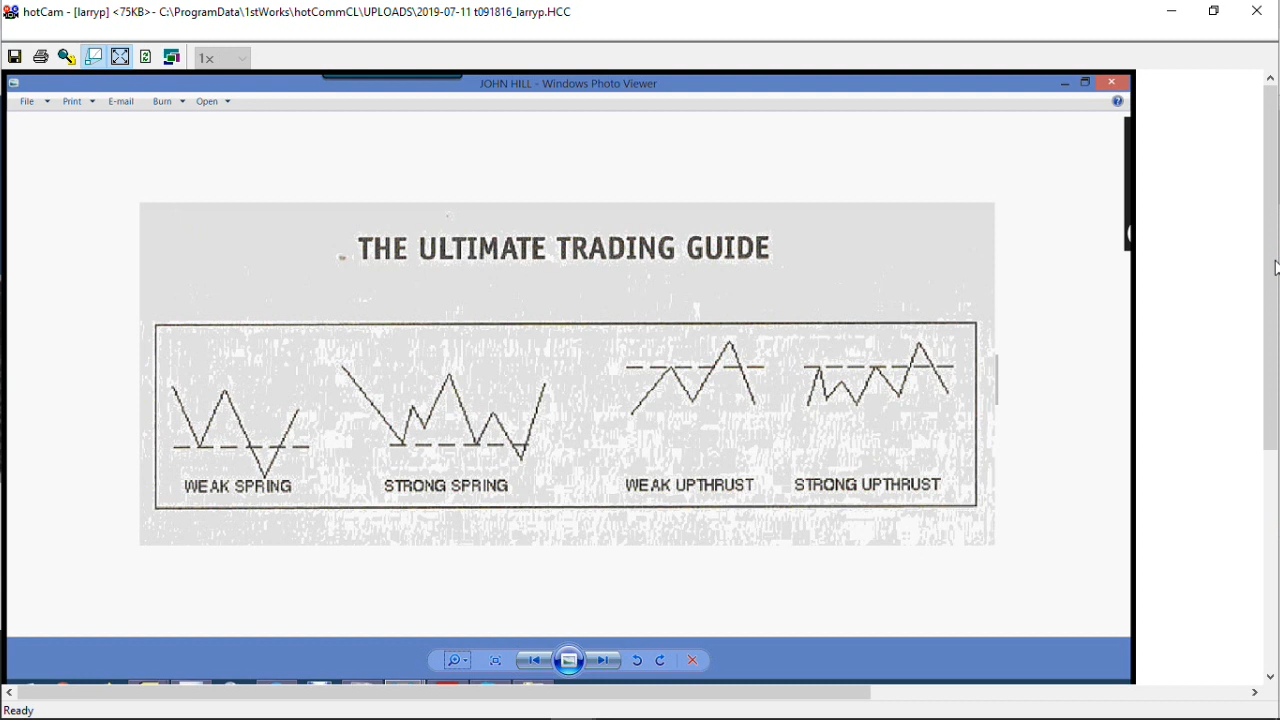 hotCam - [larryp] <75KB> - C:\ProgramData\1stWorks\hotCommCL\UPLOADS\2019-07-11 t091816_larryp.HCC
1x
JOHN HILL - Windows Photo Viewer
File Print E-mail Burn Open
THE ULTIMATE TRADING GUIDE
WEAK SPRING STRONG SPRING WEAK UPTHRUST STRONG UPTHRUST
Ready